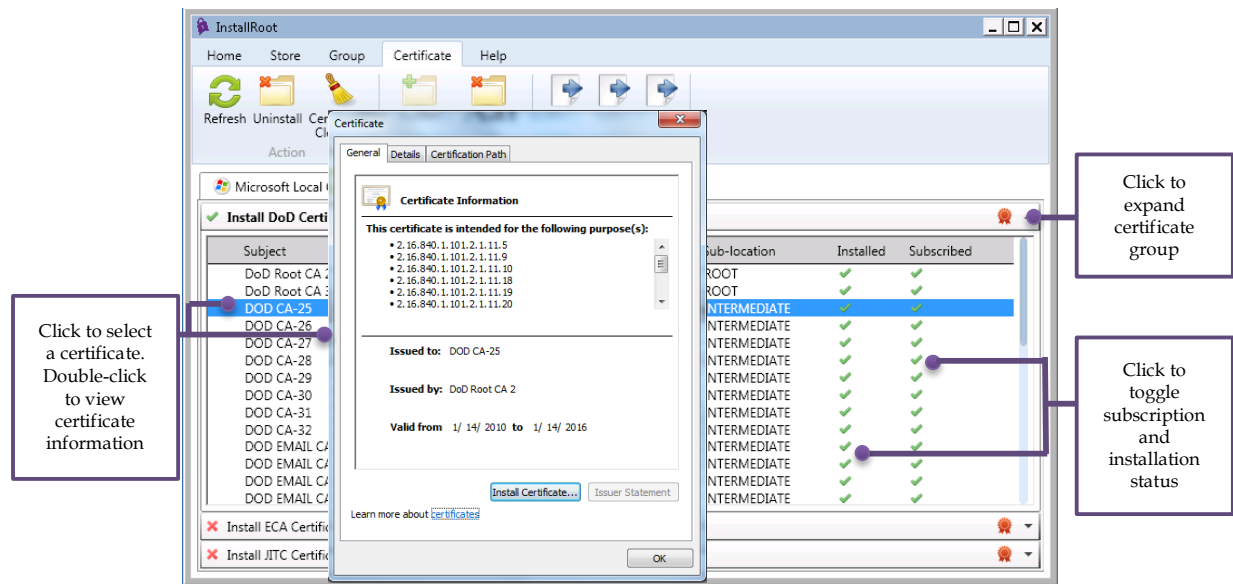 InstallRoot
Home Store Group Certificate Help
Refresh Uninstall
Action
Certificate
General Details Certification Path
Certificate Information
This certificate is intended for the following purpose(s):
• 2.16.840.1.101.2.1.11.5
• 2.16.840.1.101.2.1.11.9
• 2.16.840.1.101.2.1.11.10
• 2.16.840.1.101.2.1.11.18
• 2.16.840.1.101.2.1.11.19
• 2.16.840.1.101.2.1.11.20
Issued to: DOD CA-25
Issued by: DoD Root CA 2
Valid from 1/ 14/ 2010 to 1/ 14/ 2016
Install Certificate... Issuer Statement
Learn more about certificates
OK
Microsoft Local
Install DoD Certi
Subject Sub-location Installed Subscribed
DoD Root CA 2 ROOT
DoD Root CA 3 ROOT
DOD CA-25 INTERMEDIATE
DOD CA-26 INTERMEDIATE
DOD CA-27 INTERMEDIATE
DOD CA-28 INTERMEDIATE
DOD CA-29 INTERMEDIATE
DOD CA-30 INTERMEDIATE
DOD CA-31 INTERMEDIATE
DOD CA-32 INTERMEDIATE
DOD EMAIL CA INTERMEDIATE
DOD EMAIL CA INTERMEDIATE
DOD EMAIL CA INTERMEDIATE
DOD EMAIL CA INTERMEDIATE
Install ECA Certific
Install JITC Certific
Click to select
a certificate.
Double-click
to view
certificate
information
Click to
expand
certificate
group
Click to
toggle
subscription
and
installation
status